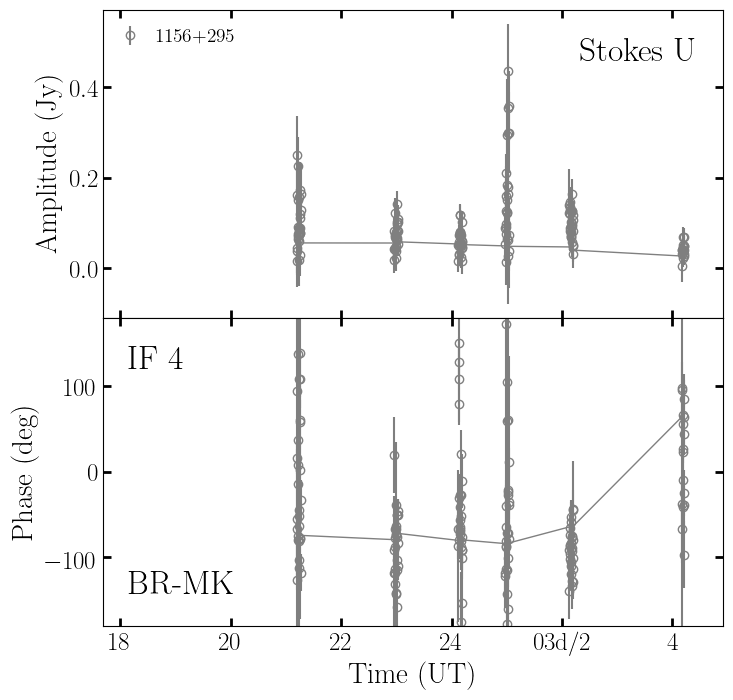 1156+295
Stokes U
Amplitude (Jy)
0.4
0.2
0.0
IF 4
BR-MK
Phase (deg)
100
0
−100
18 20 22 24 03d/2 4
Time (UT)